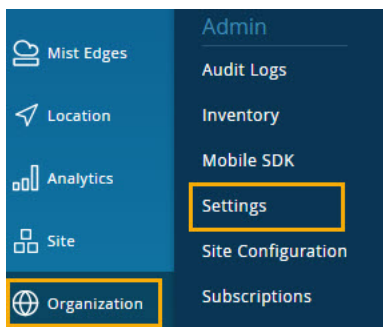 Mist Edges
Location
Analytics
Site
Organization
Admin
Audit Logs
Inventory
Mobile SDK
Settings
Site Configuration
Subscriptions